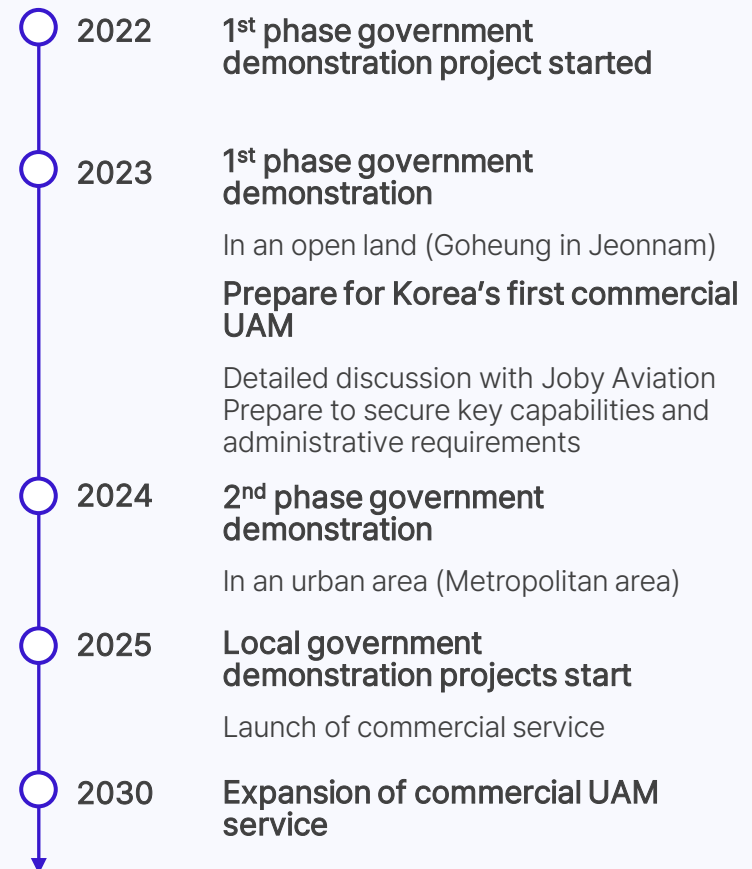 2022
1st phase government
demonstration project started
2023
1st phase government
demonstration
In an open land (Goheung in Jeonnam)
Prepare for Korea’s first commercial
UAM
Detailed discussion with Joby Aviation
Prepare to secure key capabilities and
administrative requirements
2024
2nd phase government
demonstration
In an urban area (Metropolitan area)
2025
Local government
demonstration projects start
Launch of commercial service
2030
Expansion of commercial UAM
service